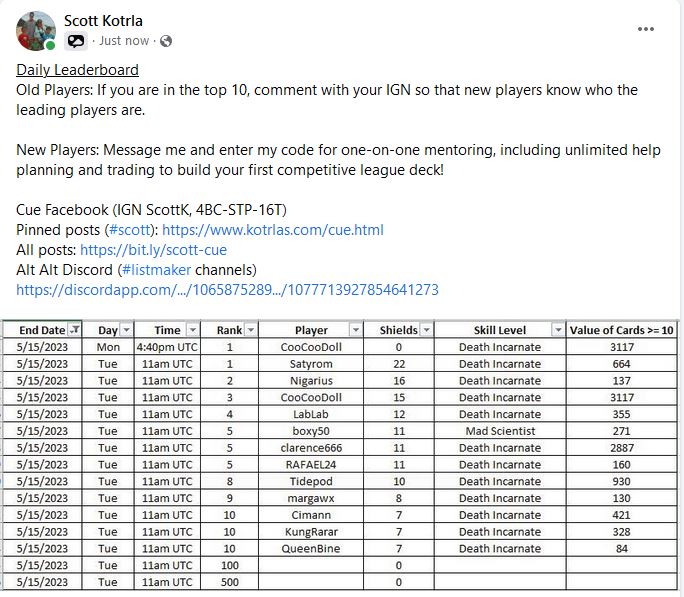 Scott Kotrla
Just now ·
Daily Leaderboard
Old Players: If you are in the top 10, comment with your IGN so that new players know who the
leading players are.
New Players: Message me and enter my code for one-on-one mentoring, including unlimited help
planning and trading to build your first competitive league deck!
Cue Facebook (IGN ScottK, 4BC-STP-16T)
Pinned posts (#scott): https://www.kotrlas.com/cue.html
All posts: https://bit.ly/scott-cue
Alt Alt Discord (#listmaker channels)
https://discordapp.com/.../1065875289.../1077713927854641273
End Date Day Time Rank Player Shields Skill Level Value of Cards >= 10
5/15/2023 Mon 4:40pm UTC 1 CooCooDoll 0 Death Incarnate 3117
5/15/2023 Tue 11am UTC 1 Satyrom 22 Death Incarnate 664
5/15/2023 Tue 11am UTC 2 Nigarius 16 Death Incarnate 137
5/15/2023 Tue 11am UTC 3 CooCooDoll 15 Death Incarnate 3117
5/15/2023 Tue 11am UTC 4 LabLab 12 Death Incarnate 355
5/15/2023 Tue 11am UTC 5 boxy50 11 Mad Scientist 271
5/15/2023 Tue 11am UTC 5 clarence666 11 Death Incarnate 2887
5/15/2023 Tue 11am UTC 5 RAFAEL24 11 Death Incarnate 160
5/15/2023 Tue 11am UTC 8 Tidepod 10 Death Incarnate 930
5/15/2023 Tue 11am UTC 9 margawx 8 Death Incarnate 130
5/15/2023 Tue 11am UTC 10 Cimann 7 Death Incarnate 421
5/15/2023 Tue 11am UTC 10 KungRarar 7 Death Incarnate 328
5/15/2023 Tue 11am UTC 10 QueenBine 7 Death Incarnate 84
5/15/2023 Tue 11am UTC 100 0
5/15/2023 Tue 11am UTC 500 0